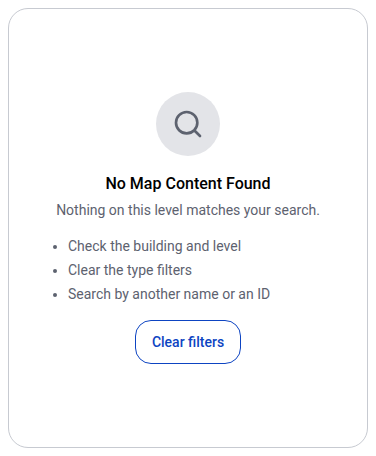 No Map Content Found
Nothing on this level matches your search.
Check the building and level
Clear the type filters
Search by another name or an ID
Clear filters